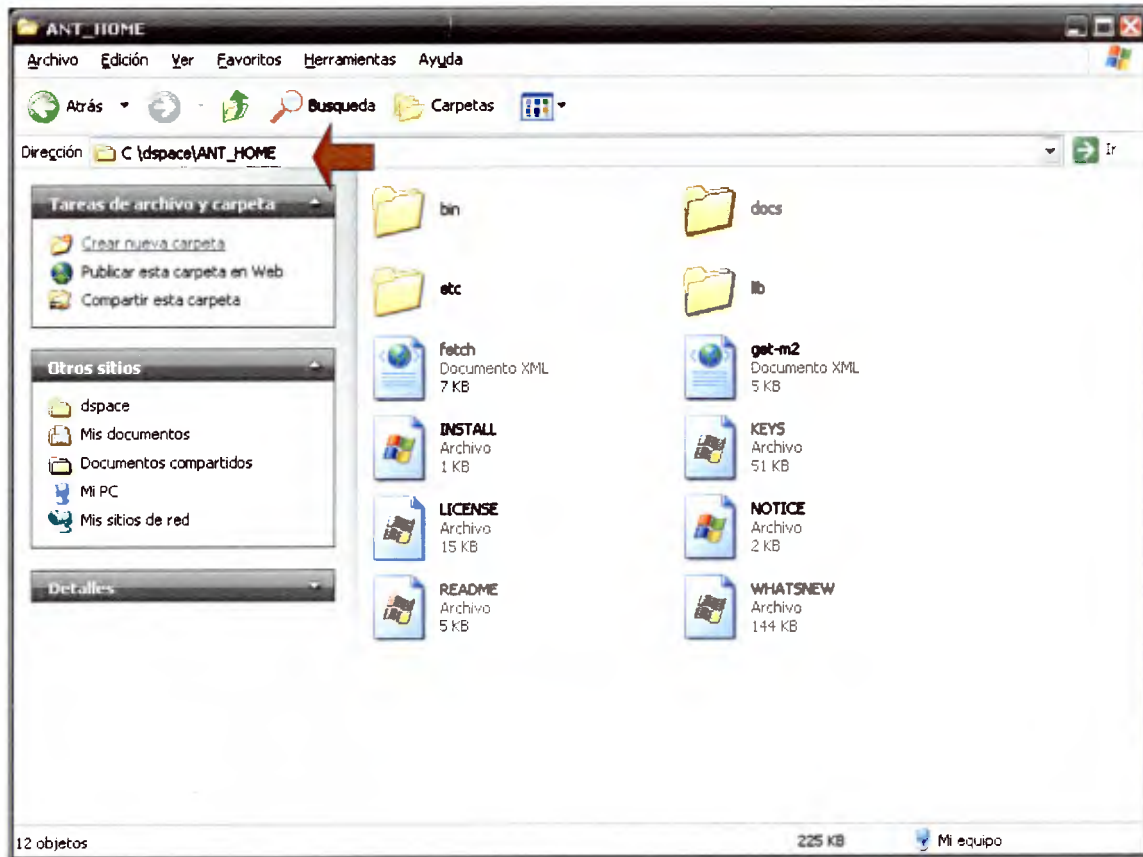 ANT_HOME
Archivo Edición Ver Favoritos Herramientas Ayuda
Atrás Busqueda Carpetas
Dirección C \dspace\ANT_HOME Ir
Tareas de archivo y carpeta
Crear nueva carpeta
Publicar esta carpeta en Web
Compartir esta carpeta
Otros sitios
dspace
Mis documentos
Documentos compartidos
Mi PC
Mis sitios de red
Detalles
bin
docs
etc
lib
fetch
Documento XML
7 KB
get-m2
Documento XML
5 KB
INSTALL
Archivo
1 KB
KEYS
Archivo
51 KB
LICENSE
Archivo
15 KB
NOTICE
Archivo
2 KB
README
Archivo
5 KB
WHATSNEW
Archivo
144 KB
12 objetos 225 KB Mi equipo